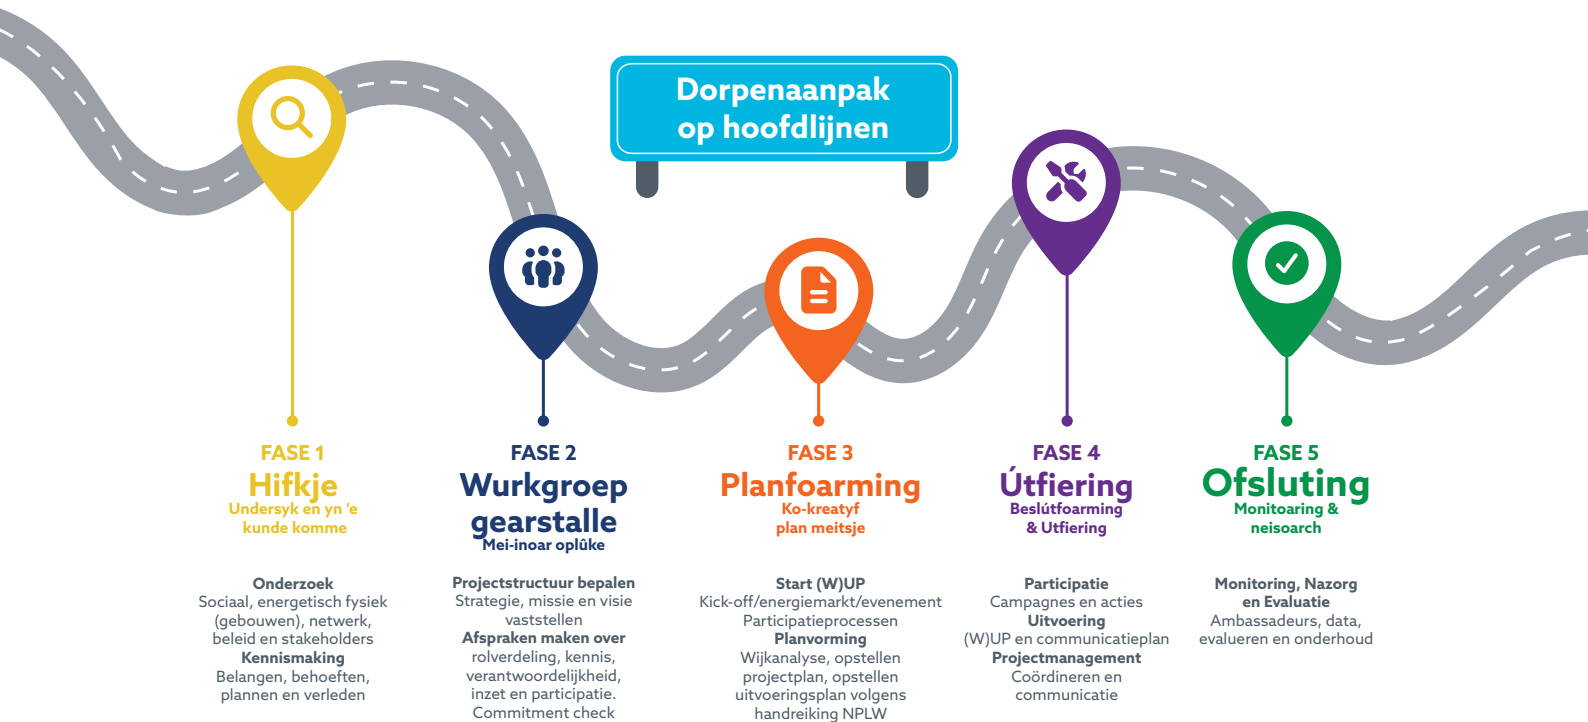 Dorpenaanpak
op hoofdlijnen
FASE 1
Hifkje
Undersyk en yn 'e
kunde komme
Onderzoek
Sociaal, energetisch fysiek
(gebouwen), netwerk,
beleid en stakeholders
Kennismaking
Belangen, behoeften,
plannen en verleden
FASE 2
Wurkgroep
gearstalle
Mei-inoar oplûke
Projectstructuur bepalen
Strategie, missie en visie
vaststellen
Afspraken maken over
rolverdeling, kennis,
verantwoordelijkheid,
inzet en participatie.
Commitment check
FASE 3
Planfoarming
Ko-kreatyf
plan meitsje
Start (W)UP
Kick-off/energiemarkt/evenement
Participatieprocessen
Planvorming
Wijkanalyse, opstellen
projectplan, opstellen
uitvoeringsplan volgens
handreiking NPLW
FASE 4
Útfiering
Beslútfoarming
& Utfiering
Participatie
Campagnes en acties
Uitvoering
(W)UP en communicatieplan
Projectmanagement
Coördineren en
communicatie
FASE 5
Ofsluting
Monitoaring &
neisoarch
Monitoring, Nazorg
en Evaluatie
Ambassadeurs, data,
evalueren en onderhoud